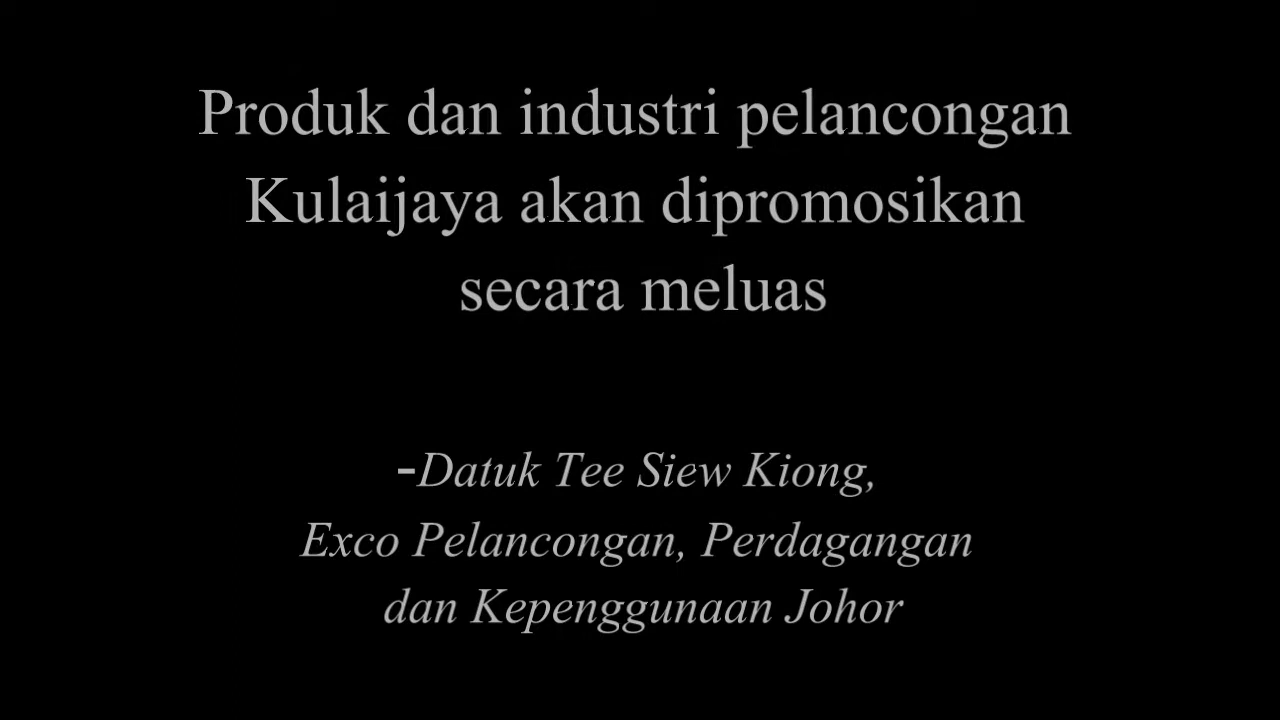 Produk dan industri pelancongan
Kulaijaya akan dipromosikan
secara meluas
-Datuk Tee Siew Kiong,
Exco Pelancongan, Perdagangan
dan Kepenggunaan Johor